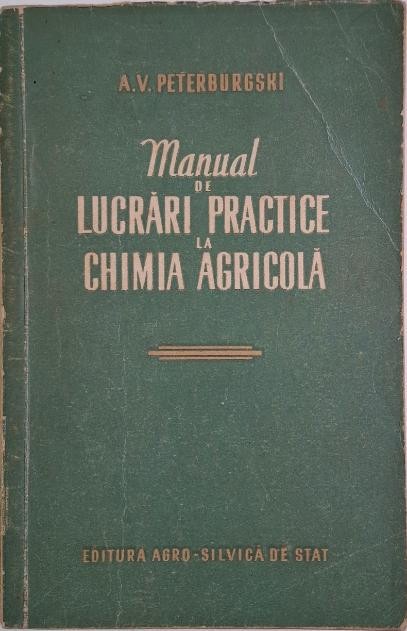 A.V. PETERBURGSKI
Manual
DE
LUCRĂRI PRACTICE
LA
CHIMIA AGRICOLĂ
EDITURA AGRO-SILVICĂ DE STAT